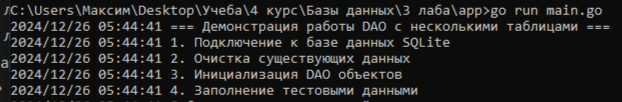 C:\Users\Максим\Desktop\Учеба\4 курс\Базы данных\3 лаба\app>go run main.go
2024/12/26 05:44:41 === Демонстрация работы DAO с несколькими таблицами ===
2024/12/26 05:44:41 1. Подключение к базе данных SQLite
2024/12/26 05:44:41 2. Очистка существующих данных
2024/12/26 05:44:41 3. Инициализация DAO объектов
2024/12/26 05:44:41 4. Заполнение тестовыми данными